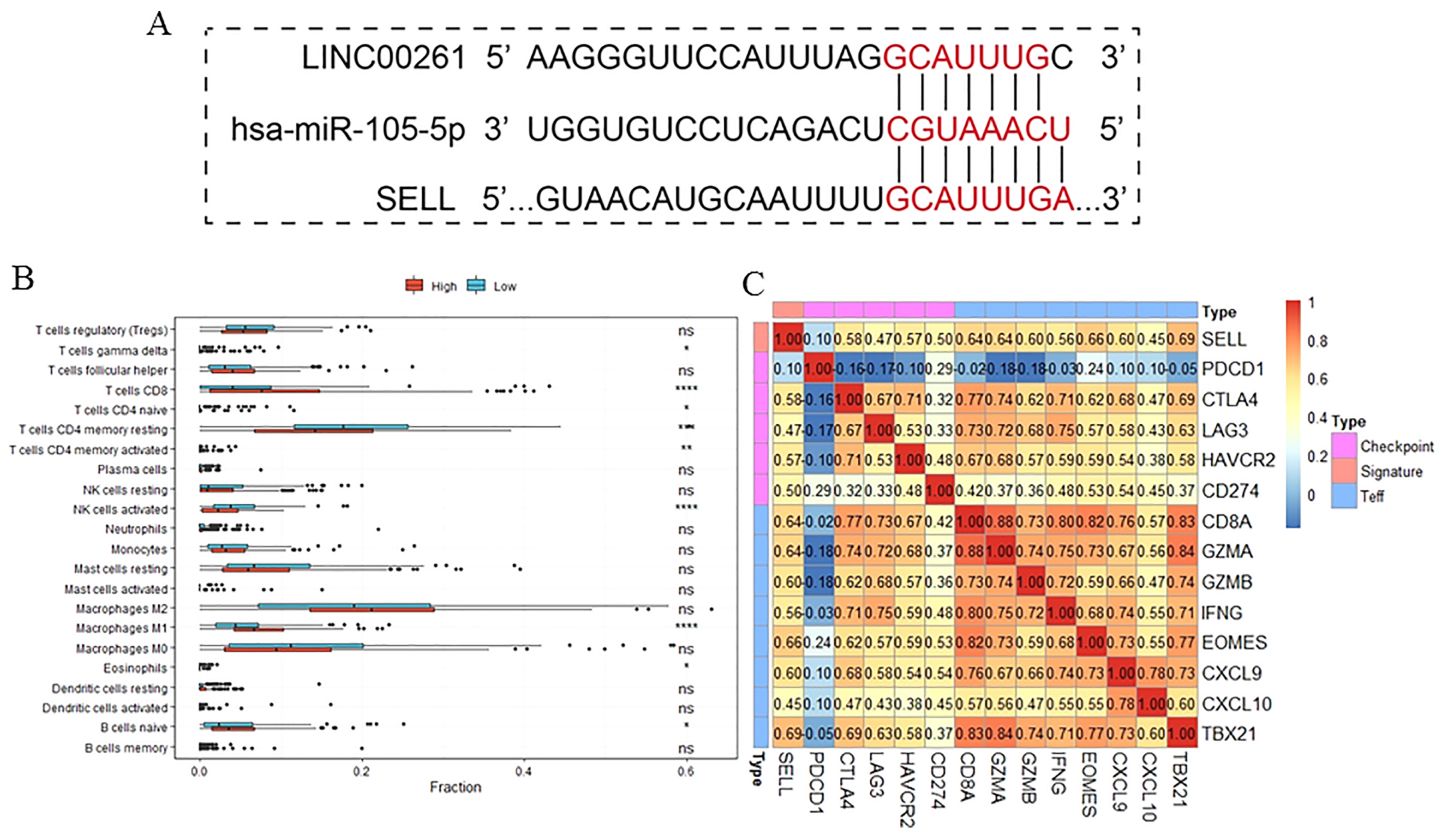 A
LINC00261 5’ AAGGGUUCCAUUUAGGCAUUUGC 3’
hsa-miR-105-5p 3’ UGGUGUCCUCAGACUCGUAAACU 5’
SELL 5’...GUAACAUGCAAUUUUGCAUUUGA...3’
B
High Low
T cells regulatory (Tregs) ns
T cells gamma delta *
T cells follicular helper ns
T cells CD8 ****
T cells CD4 naive *
T cells CD4 memory resting
T cells CD4 memory activated **
Plasma cells ns
NK cells resting ns
NK cells activated ****
Neutrophils ns
Monocytes ns
Mast cells resting ns
Mast cells activated ns
Macrophages M2 ns
Macrophages M1 ****
Macrophages M0 ns
Eosinophils *
Dendritic cells resting ns
Dendritic cells activated ns
B cells naive *
B cells memory ns
0.0 0.2 0.4 0.6
Fraction
C
Type
1.00 0.10 0.58 0.47 0.57 0.50 0.64 0.64 0.60 0.56 0.66 0.60 0.45 0.69 SELL
0.10 1.00 -0.16 -0.17 -0.10 0.29 -0.02 -0.18 -0.18 -0.03 0.24 0.10 0.10 -0.05 PDCD1
0.58 -0.16 1.00 0.67 0.71 0.32 0.77 0.74 0.62 0.71 0.62 0.68 0.47 0.69 CTLA4
0.47 -0.17 0.67 1.00 0.53 0.33 0.73 0.72 0.68 0.75 0.57 0.58 0.43 0.63 LAG3
0.57 -0.10 0.71 0.53 1.00 0.48 0.67 0.68 0.57 0.59 0.59 0.54 0.38 0.58 HAVCR2
0.50 0.29 0.32 0.33 0.48 1.00 0.42 0.37 0.36 0.48 0.53 0.54 0.45 0.37 CD274
0.64 -0.02 0.77 0.73 0.67 0.42 1.00 0.88 0.73 0.80 0.82 0.76 0.57 0.83 CD8A
0.64 -0.18 0.74 0.72 0.68 0.37 0.88 1.00 0.74 0.75 0.73 0.67 0.56 0.84 GZMA
0.60 -0.18 0.62 0.68 0.57 0.36 0.73 0.74 1.00 0.72 0.59 0.66 0.47 0.74 GZMB
0.56 -0.03 0.71 0.75 0.59 0.48 0.80 0.75 0.72 1.00 0.68 0.74 0.55 0.71 IFNG
0.66 0.24 0.62 0.57 0.59 0.53 0.82 0.73 0.59 0.68 1.00 0.73 0.55 0.77 EOMES
0.60 0.10 0.68 0.58 0.54 0.54 0.76 0.67 0.66 0.74 0.73 1.00 0.78 0.73 CXCL9
0.45 0.10 0.47 0.43 0.38 0.45 0.57 0.56 0.47 0.55 0.55 0.78 1.00 0.60 CXCL10
0.69 -0.05 0.69 0.63 0.58 0.37 0.83 0.84 0.74 0.71 0.77 0.73 0.60 1.00 TBX21
Type
SELL PDCD1 CTLA4 LAG3 HAVCR2 CD274 CD8A GZMA GZMB IFNG EOMES CXCL9 CXCL10 TBX21
1
0.8
0.6
0.4
0.2
0
Type
Checkpoint
Signature
Teff